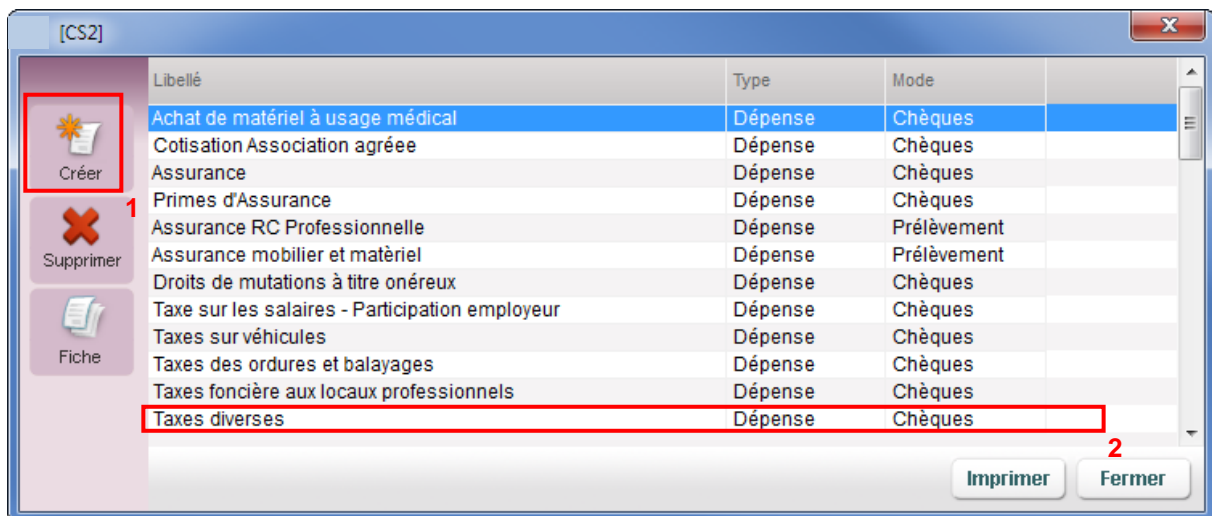 [CS2]
Libellé Type Mode
Achat de matériel à usage médical Dépense Chèques
Cotisation Association agréee Dépense Chèques
Assurance Dépense Chèques
Primes d'Assurance Dépense Chèques
Assurance RC Professionnelle Dépense Prélèvement
Assurance mobilier et matèriel Dépense Prélèvement
Droits de mutations à titre onéreux Dépense Chèques
Taxe sur les salaires - Participation employeur Dépense Chèques
Taxes sur véhicules Dépense Chèques
Taxes des ordures et balayages Dépense Chèques
Taxes foncière aux locaux professionnels Dépense Chèques
Taxes diverses Dépense Chèques
Créer
1
Supprimer
Fiche
2
Imprimer Fermer